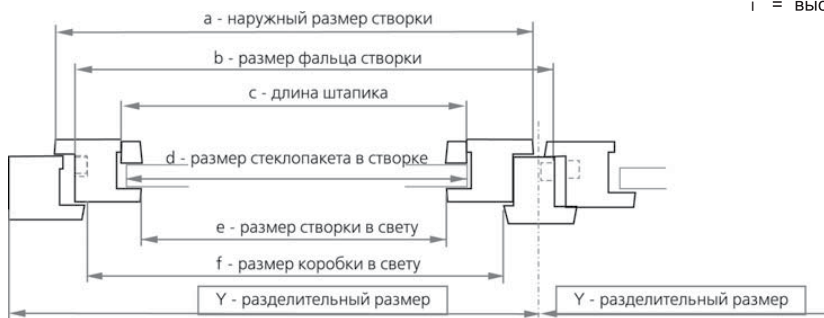 a - наружный размер створки
i = выс
b - размер фальца створки
c - длина штапика
d - размер стеклопакета в створке
e - размер створки в свету
f - размер коробки в свету
Y - разделительный размер
Y - разделительный размер